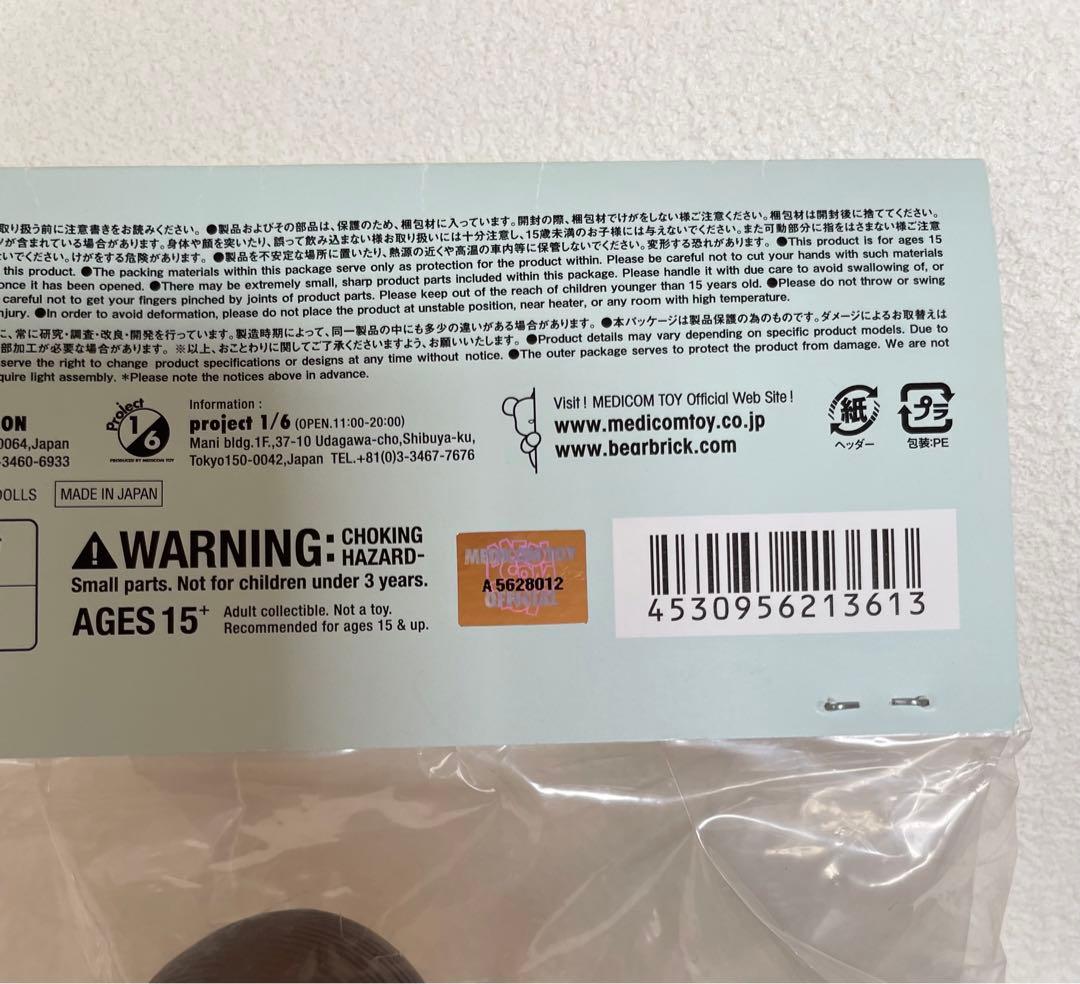 取り扱う前に注意書きをお読みください。 ●製品およびその部品は、保護のため、梱包材に入っています。開封の際、梱包材でけがをしない様ご注意ください。梱包材は開封後に捨ててください。
が含まれている場合があります。身体や顔を突いたり、誤って飲み込まない様お取り扱いには十分注意し、15歳未満のお子様には与えないでください。また可動部分に指をはさまない様ご注意
いでください。けがをする危険があります。 ●製品を不安定な場所に置いたり、熱源の近くや高温の車内等に保管しないでください。変形する恐れがあります。 ●This product is for ages 15
this product. ●The packing materials within this package serve only as protection for the product within. Please be careful not to cut your hands with such materials
once it has been opened. ●There may be extremely small, sharp product parts included within this package. Please handle it with due care to avoid swallowing of, or
careful not to get your fingers pinched by joints of product parts. Please keep out of the reach of children younger than 15 years old. ●Please do not throw or swing
njury. ●In order to avoid deformation, please do not place the product at unstable position, near heater, or any room with high temperature.
に、常に研究・調査・改良・開発を行っています。製造時期によって、同一製品の中にも多少の違いがある場合があります。 ●本パッケージは製品保護の為のものです。ダメージによるお取替えは
部加工が必要な場合があります。 ※以上、おことわりに関してご了承くださいますよう、お願いいたします。 ●Product details may vary depending on specific product models. Due to
serve the right to change product specifications or designs at any time without notice. ●The outer package serves to protect the product from damage. We are not
quire light assembly. *Please note the notices above in advance.
ON
0064,Japan
-3460-6933
Project 1/6
PRODUCED BY MEDICOM TOY
Information :
project 1/6 (OPEN.11:00-20:00)
Mani bldg.1F.,37-10 Udagawa-cho,Shibuya-ku,
Tokyo150-0042,Japan TEL.+81(0)3-3467-7676
Visit ! MEDICOM TOY Official Web Site !
www.medicomtoy.co.jp
www.bearbrick.com
紙
ヘッダー
プラ
包装:PE
DOLLS
MADE IN JAPAN
WARNING: CHOKING HAZARD-
Small parts. Not for children under 3 years.
AGES 15+ Adult collectible. Not a toy.
Recommended for ages 15 & up.
MEDICOM TOY
A 5628012
OFFICIAL
4530956213613